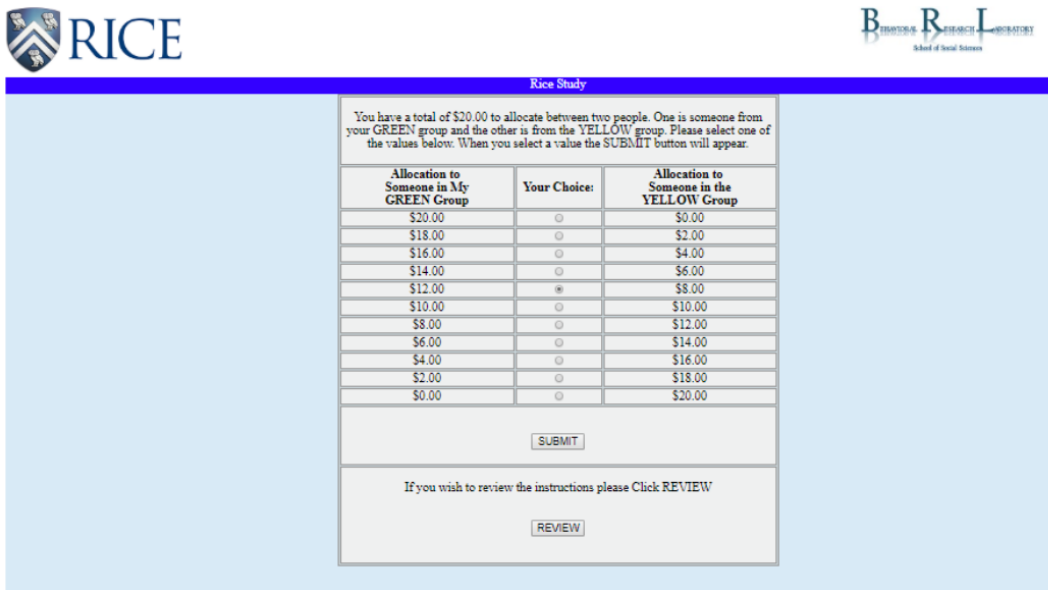 RICE
BEHAVIORAL RESEARCH LABORATORY
School of Social Sciences
Rice Study
You have a total of $20.00 to allocate between two people. One is someone from
your GREEN group and the other is from the YELLOW group. Please select one of
the values below. When you select a value the SUBMIT button will appear.
Allocation to
Someone in My
GREEN Group
Your Choice:
Allocation to
Someone in the
YELLOW Group
$20.00 $0.00
$18.00 $2.00
$16.00 $4.00
$14.00 $6.00
$12.00 $8.00
$10.00 $10.00
$8.00 $12.00
$6.00 $14.00
$4.00 $16.00
$2.00 $18.00
$0.00 $20.00
SUBMIT
If you wish to review the instructions please Click REVIEW
REVIEW